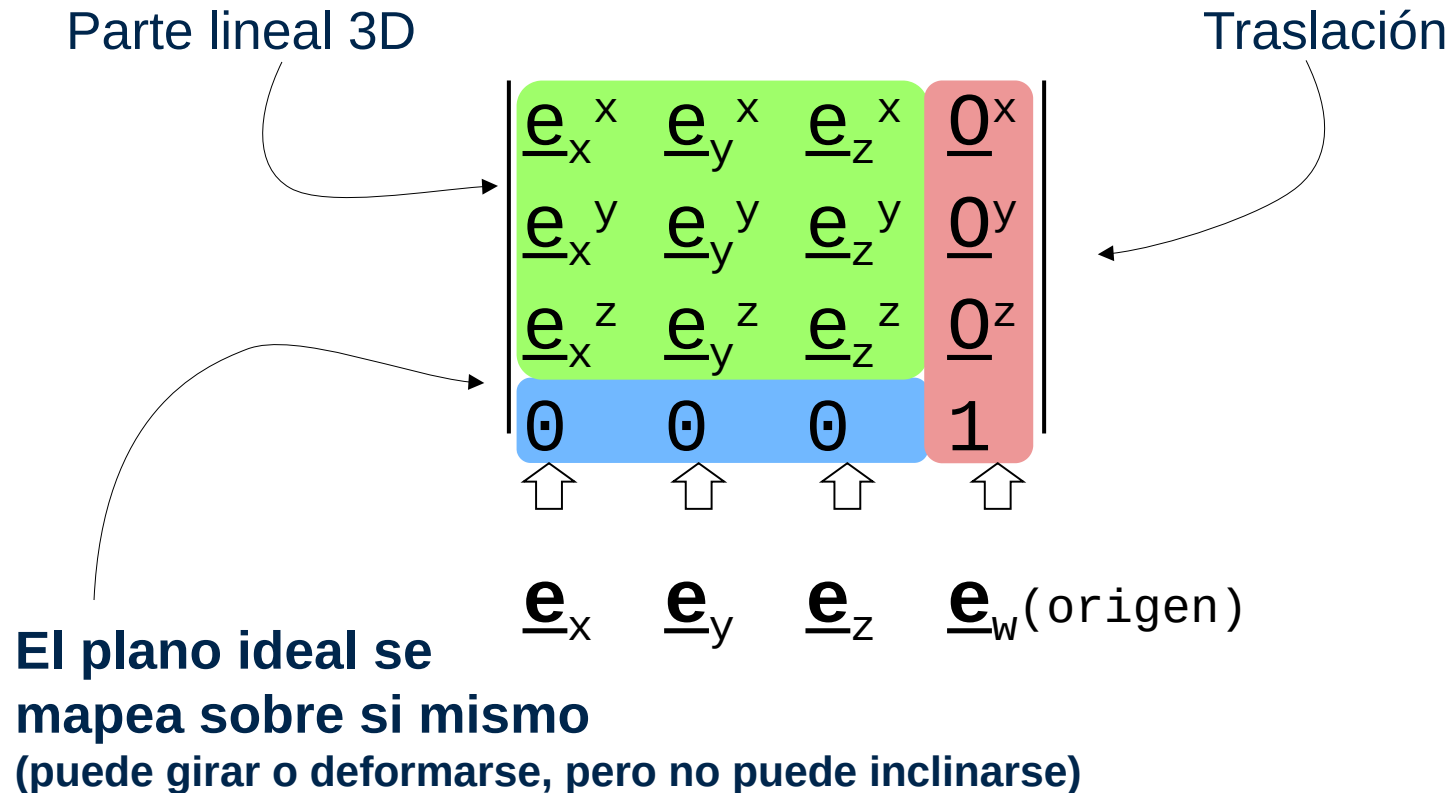 Parte lineal 3D
Traslación
e_x^x e_y^x e_z^x O^x
e_x^y e_y^y e_z^y O^y
e_x^z e_y^z e_z^z O^z
0 0 0 1
e_x e_y e_z e_w(origen)
El plano ideal se
mapea sobre si mismo
(puede girar o deformarse, pero no puede inclinarse)